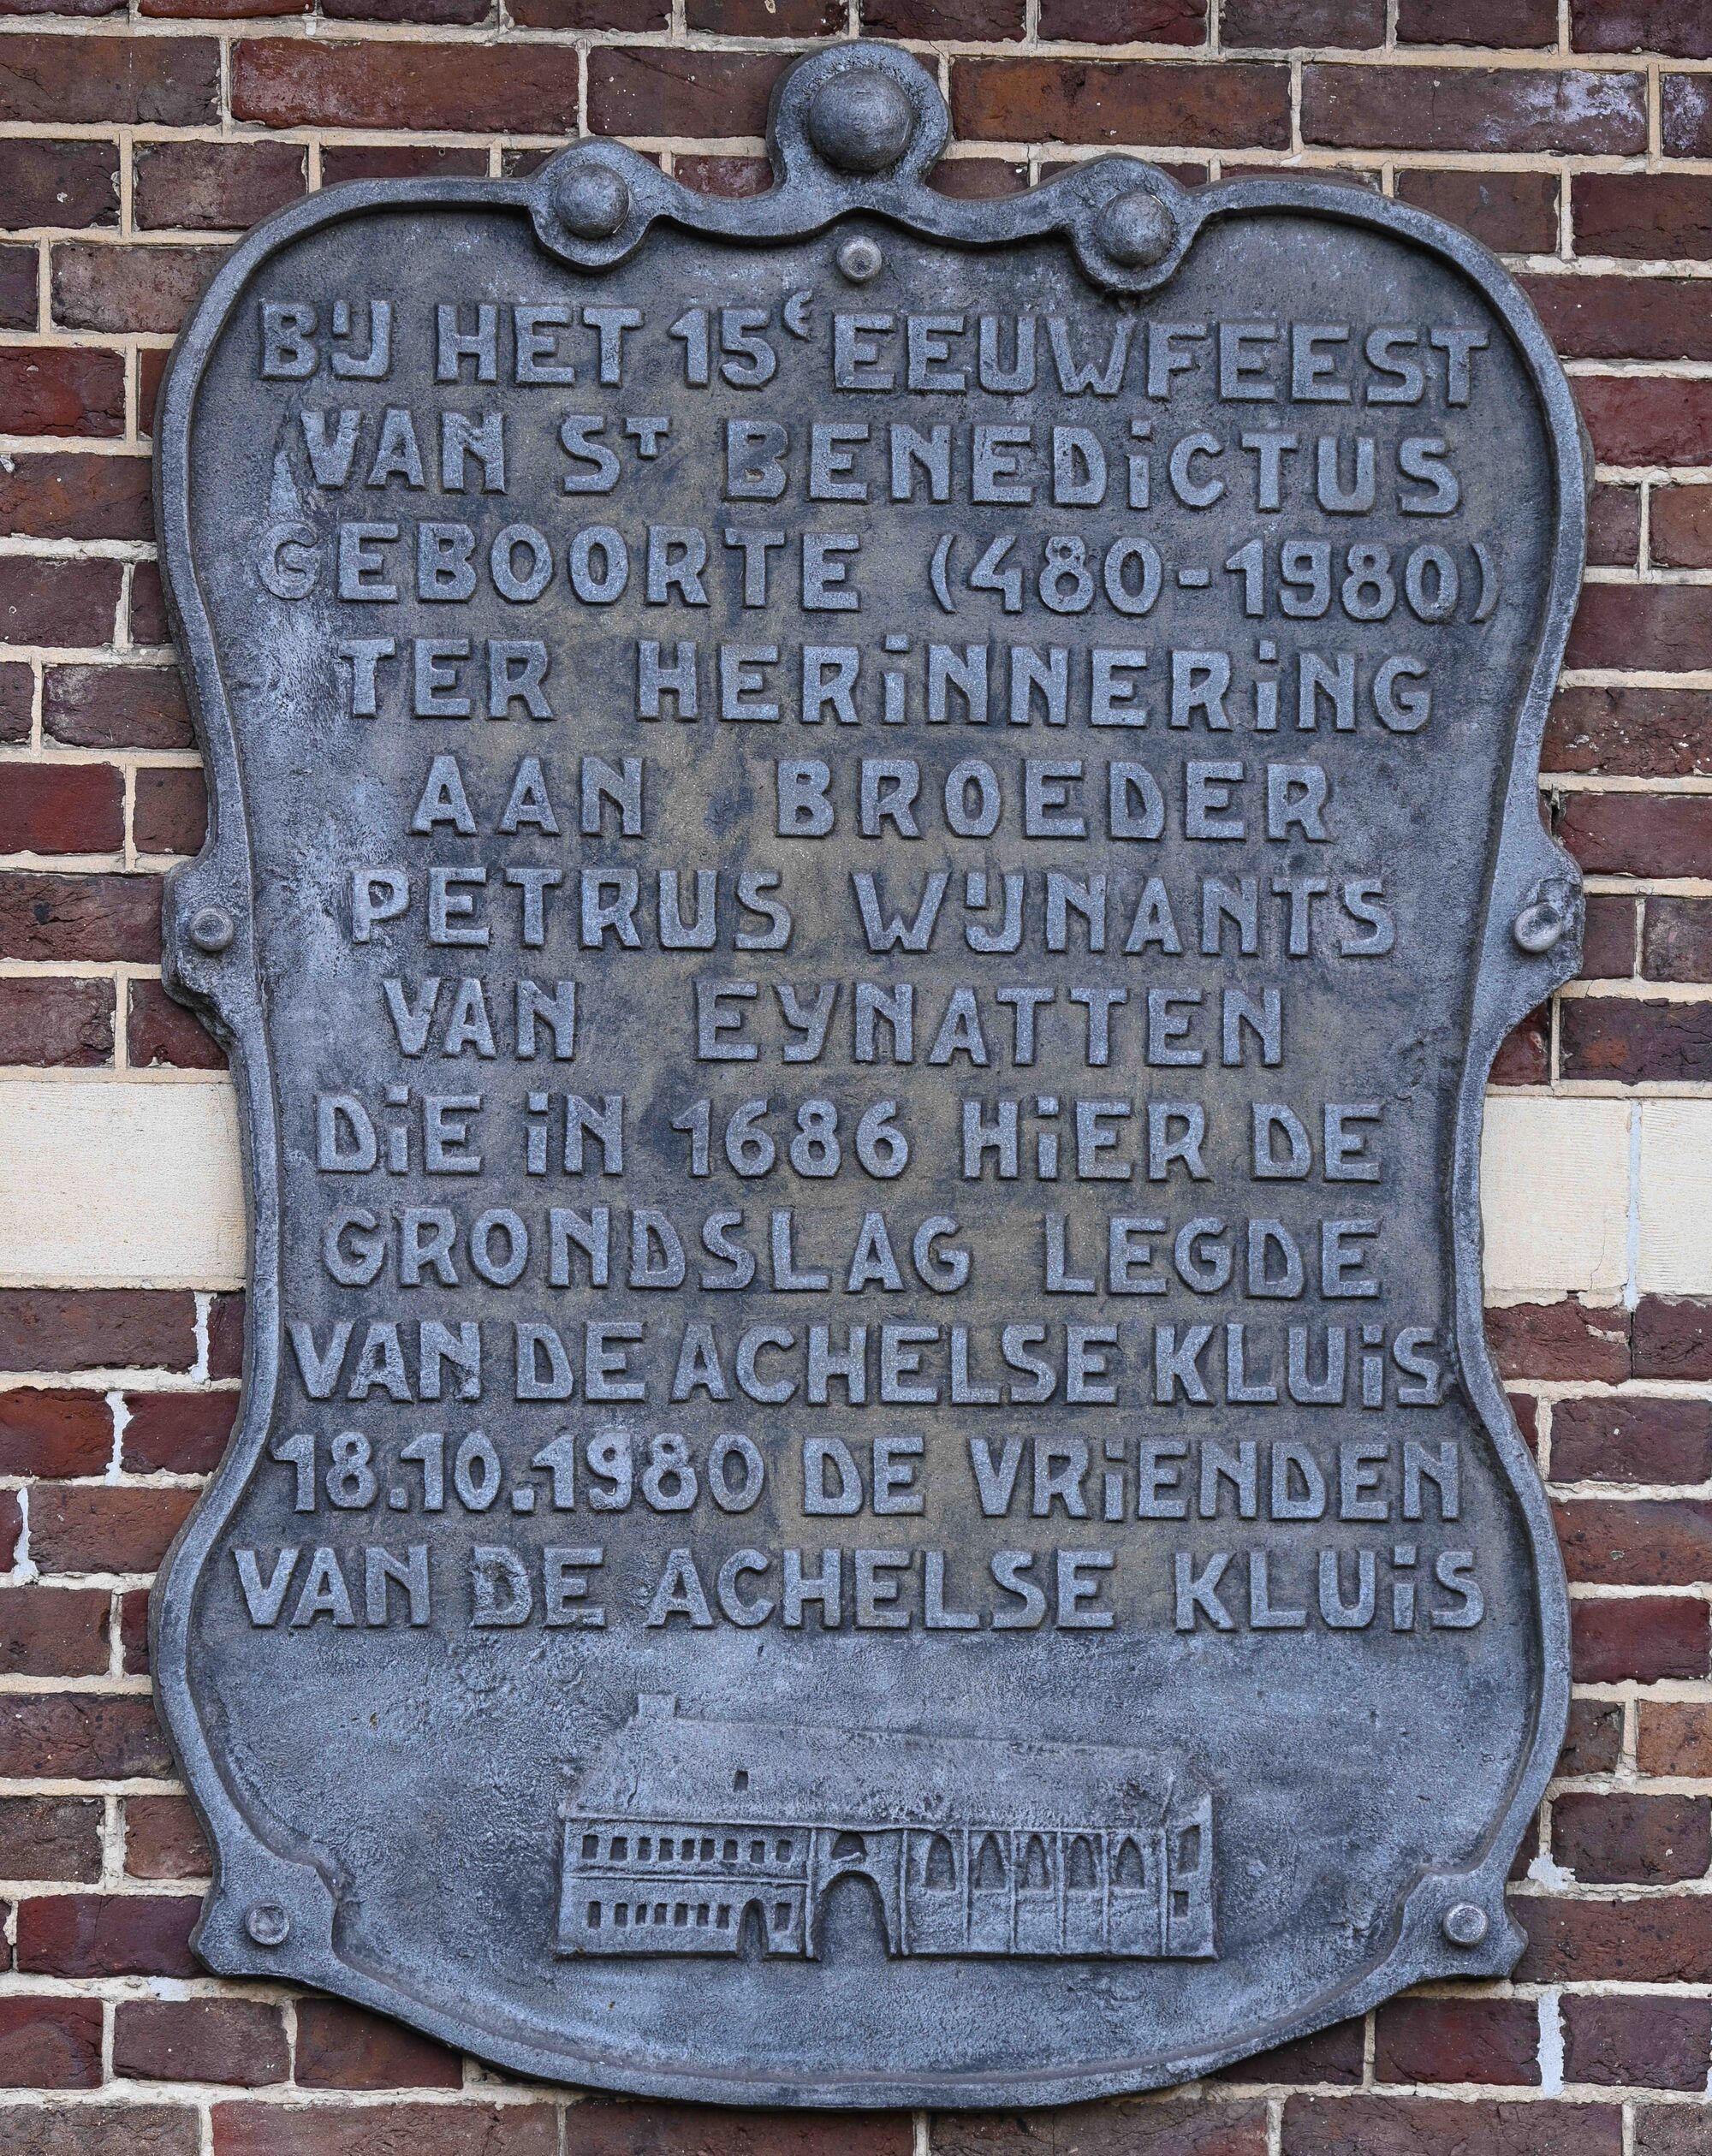 BIJ HET 15e EEUWFEEST
VAN ST BENEDiCTUS
GEBOORTE (480-1980)
TER HERiNNERiNG
AAN BROEDER
PETRUS WIJNANTS
VAN EYNATTEN
DiE iN 1686 HiER DE
GRONDSLAG LEGDE
VAN DE ACHELSE KLUiS
18.10.1980 DE VRiENDEN
VAN DE ACHELSE KLUiS